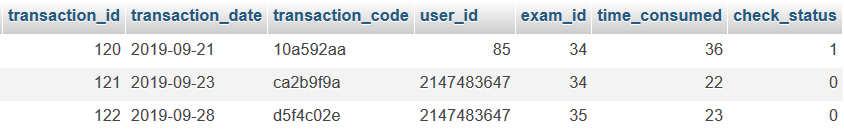 transaction_id transaction_date transaction_code user_id exam_id time_consumed check_status
120 2019-09-21 10a592aa 85 34 36 1
121 2019-09-23 ca2b9f9a 2147483647 34 22 0
122 2019-09-28 d5f4c02e 2147483647 35 23 0